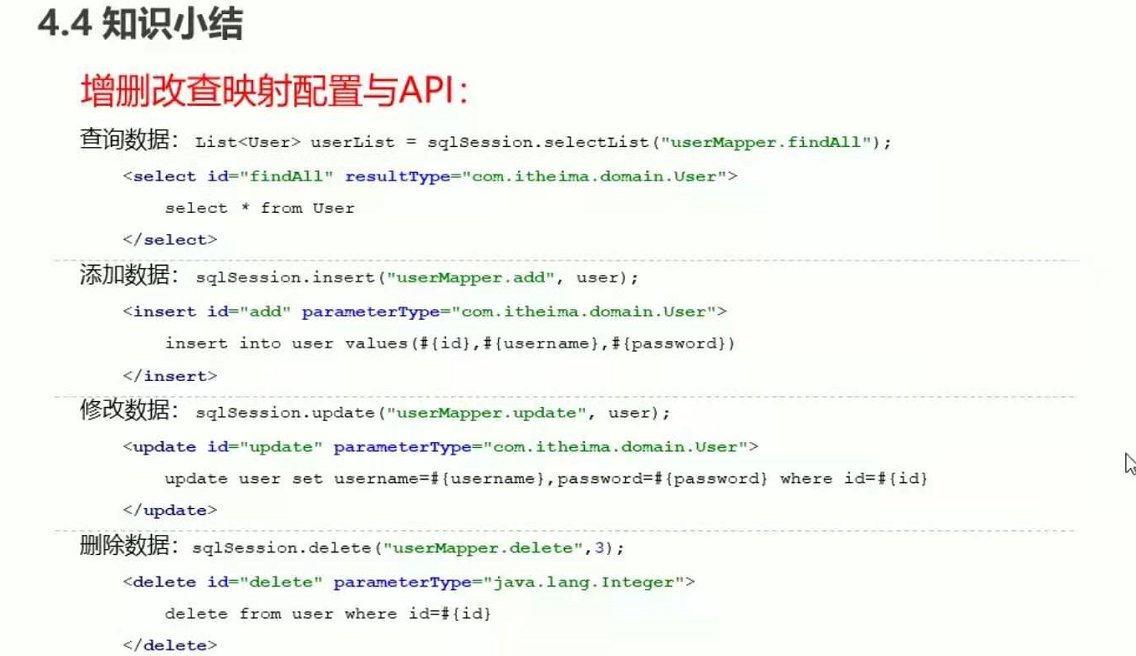 4.4 知识小结
增删改查映射配置与API：
查询数据： List<User> userList = sqlSession.selectList("userMapper.findAll");
<select id="findAll" resultType="com.itheima.domain.User">
select * from User
</select>
添加数据： sqlSession.insert("userMapper.add", user);
<insert id="add" parameterType="com.itheima.domain.User">
insert into user values(#{id},#{username},#{password})
</insert>
修改数据： sqlSession.update("userMapper.update", user);
<update id="update" parameterType="com.itheima.domain.User">
update user set username=#{username},password=#{password} where id=#{id}
</update>
删除数据： sqlSession.delete("userMapper.delete",3);
<delete id="delete" parameterType="java.lang.Integer">
delete from user where id=#{id}
</delete>